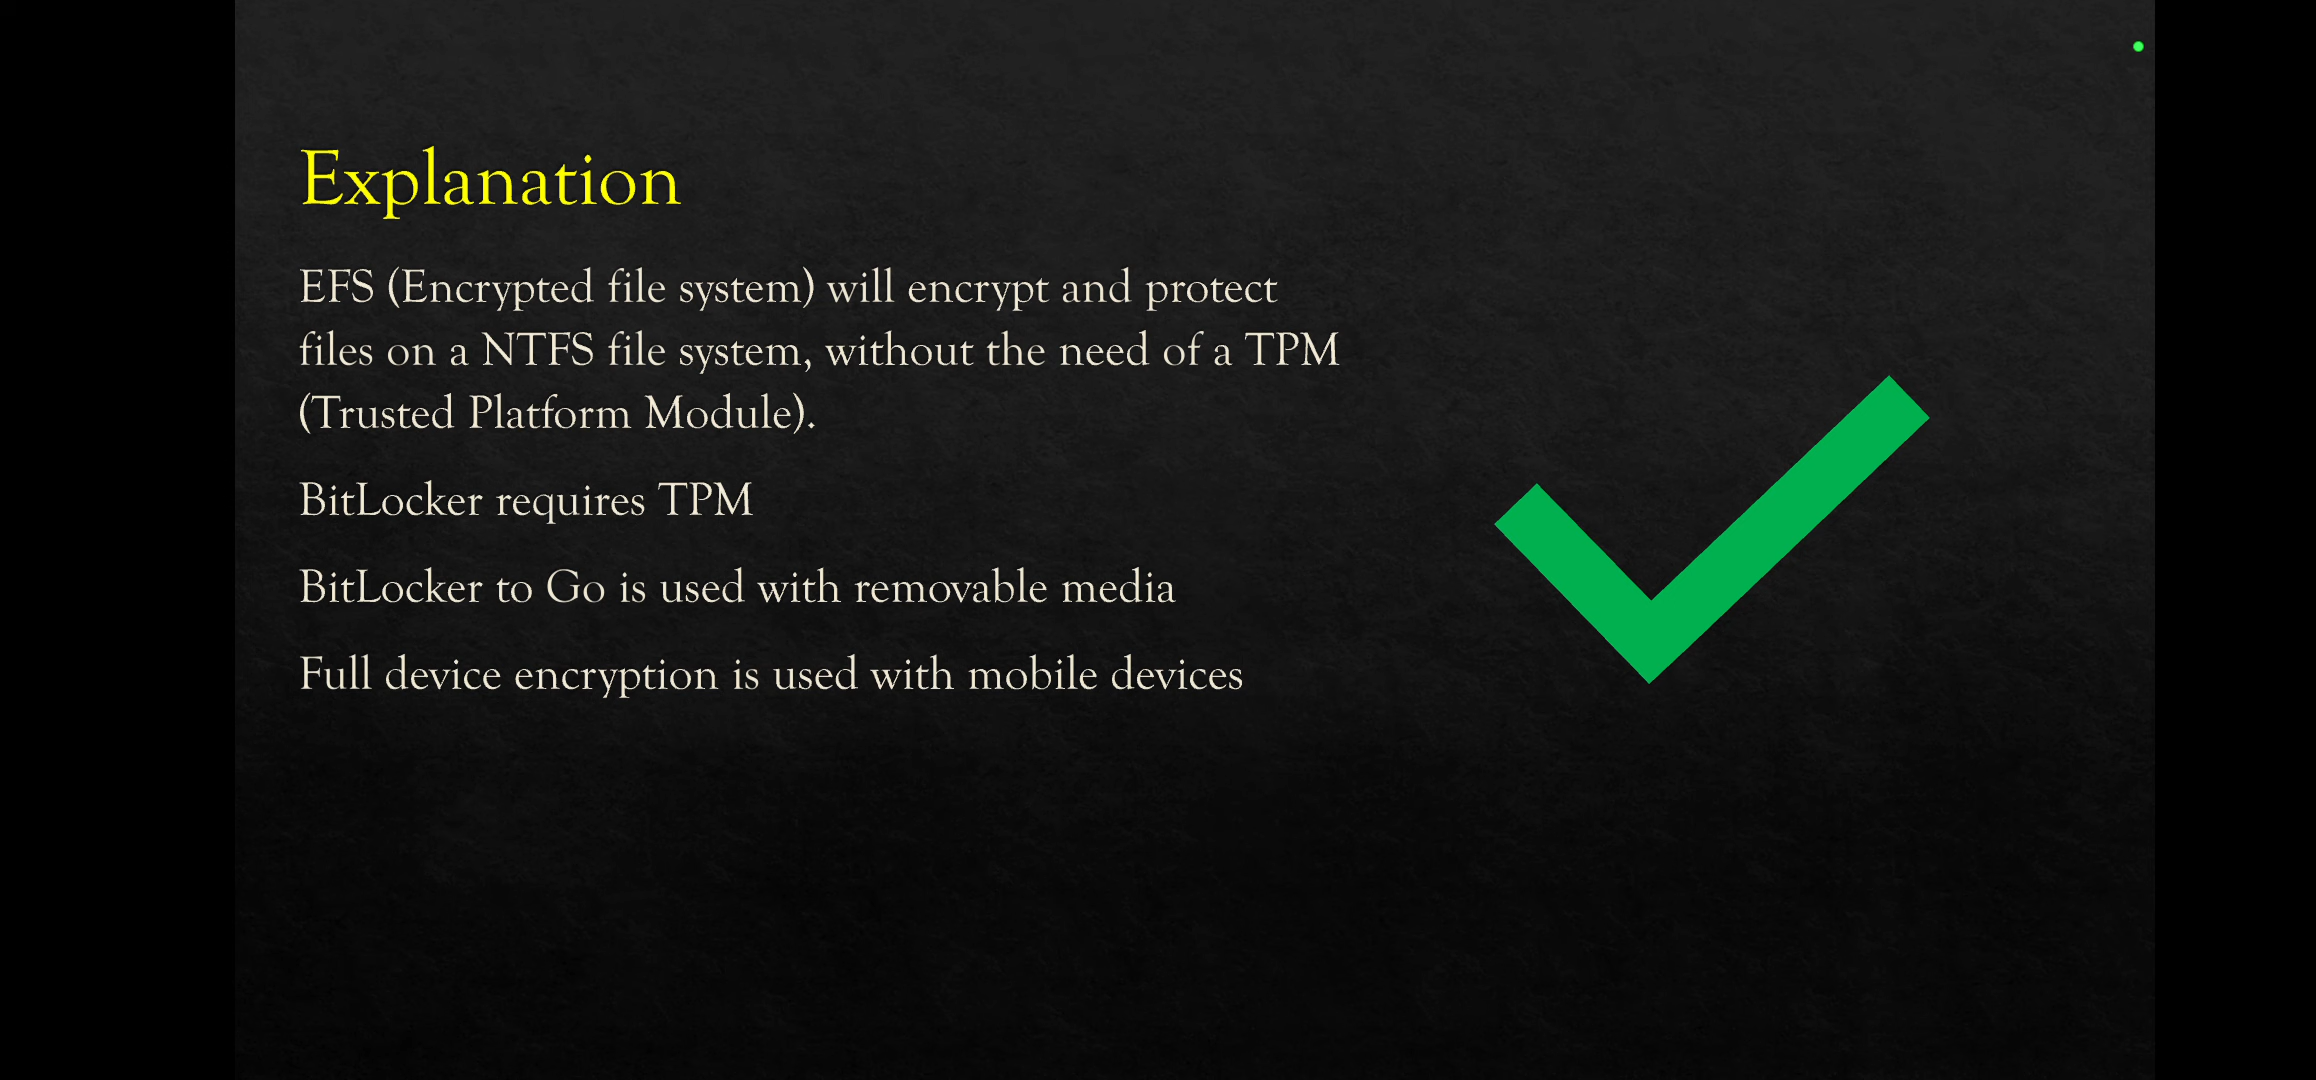 Explanation
EFS (Encrypted file system) will encrypt and protect
files on a NTFS file system, without the need of a TPM
(Trusted Platform Module).
BitLocker requires TPM
BitLocker to Go is used with removable media
Full device encryption is used with mobile devices